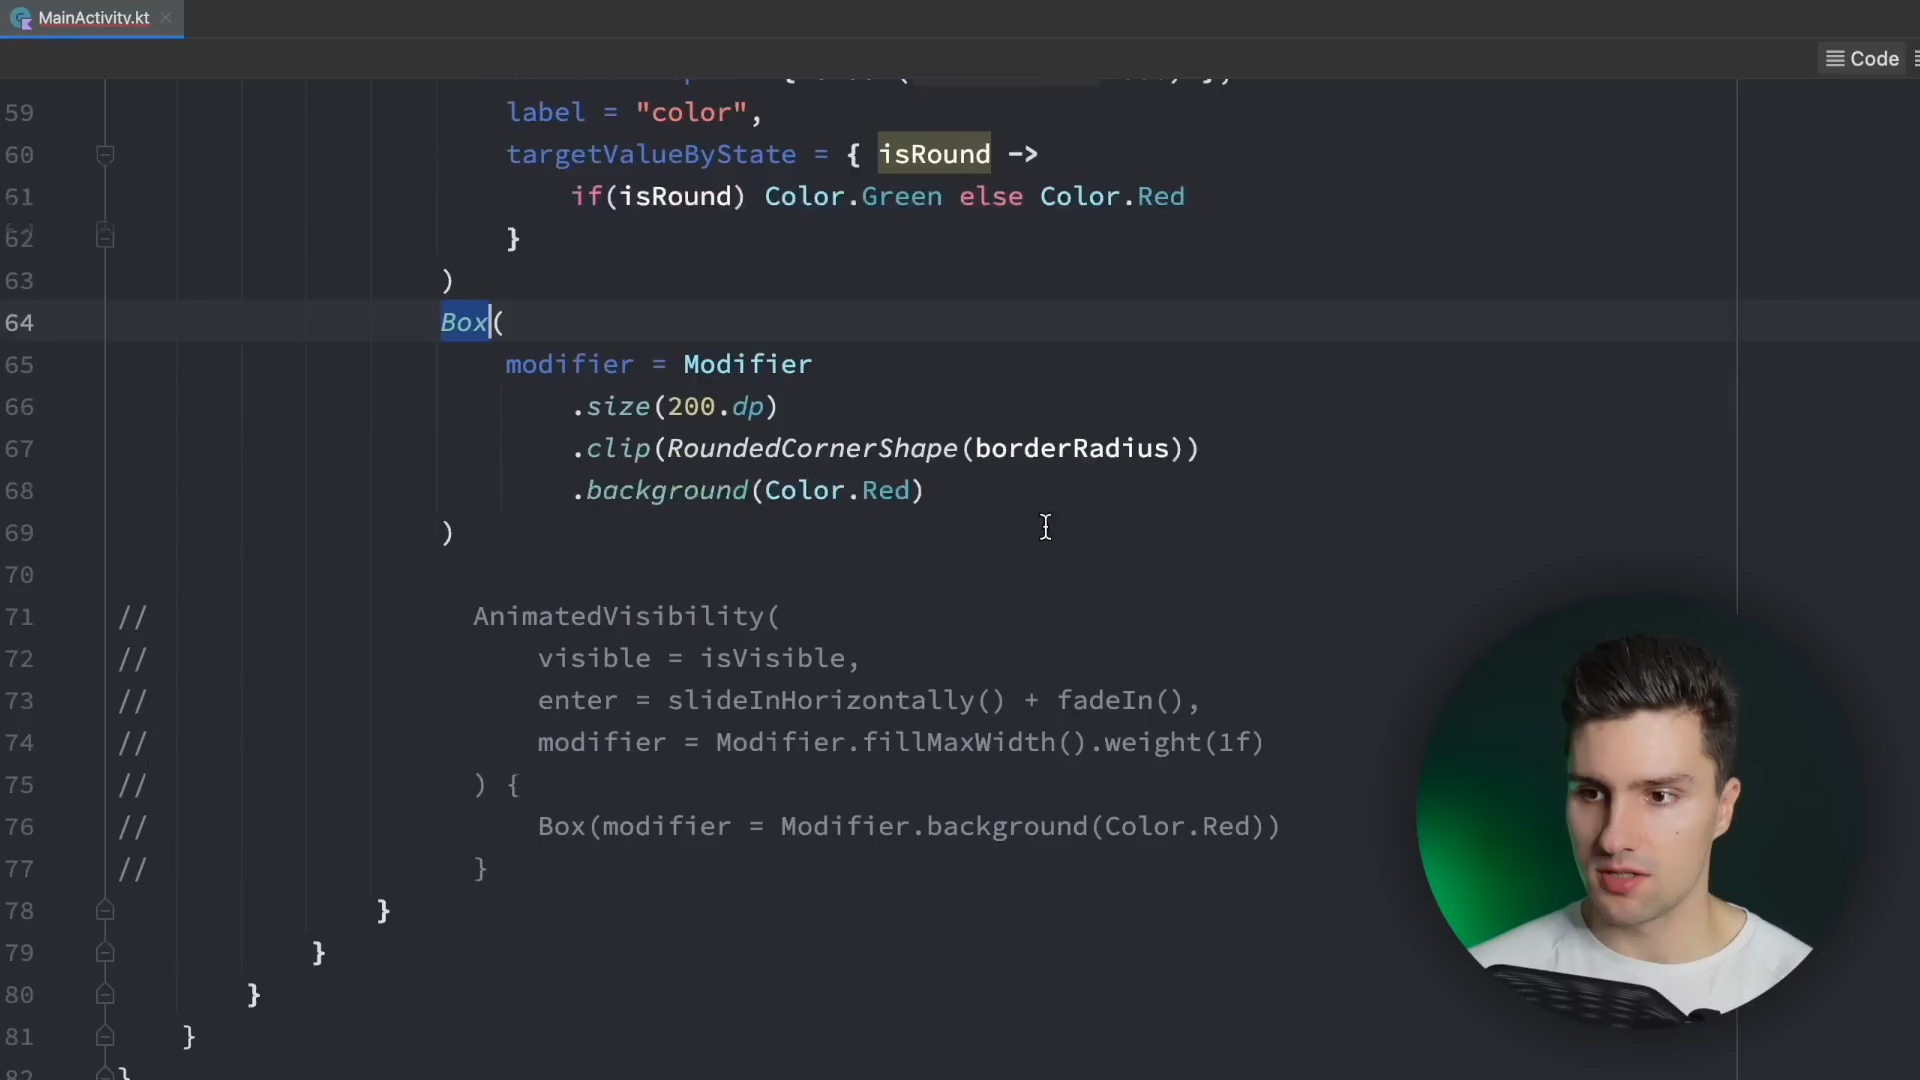 MainActivity.kt
Code
59 label = "color",
60 targetValueByState = { isRound ->
61 if(isRound) Color.Green else Color.Red
62 }
63 )
64 Box(
65 modifier = Modifier
66 .size(200.dp)
67 .clip(RoundedCornerShape(borderRadius))
68 .background(Color.Red)
69 )
70
71 // AnimatedVisibility(
72 // visible = isVisible,
73 // enter = slideInHorizontally() + fadeIn(),
74 // modifier = Modifier.fillMaxWidth().weight(1f)
75 // ) {
76 // Box(modifier = Modifier.background(Color.Red))
77 // }
78 }
79 }
80 }
81 }
82 }